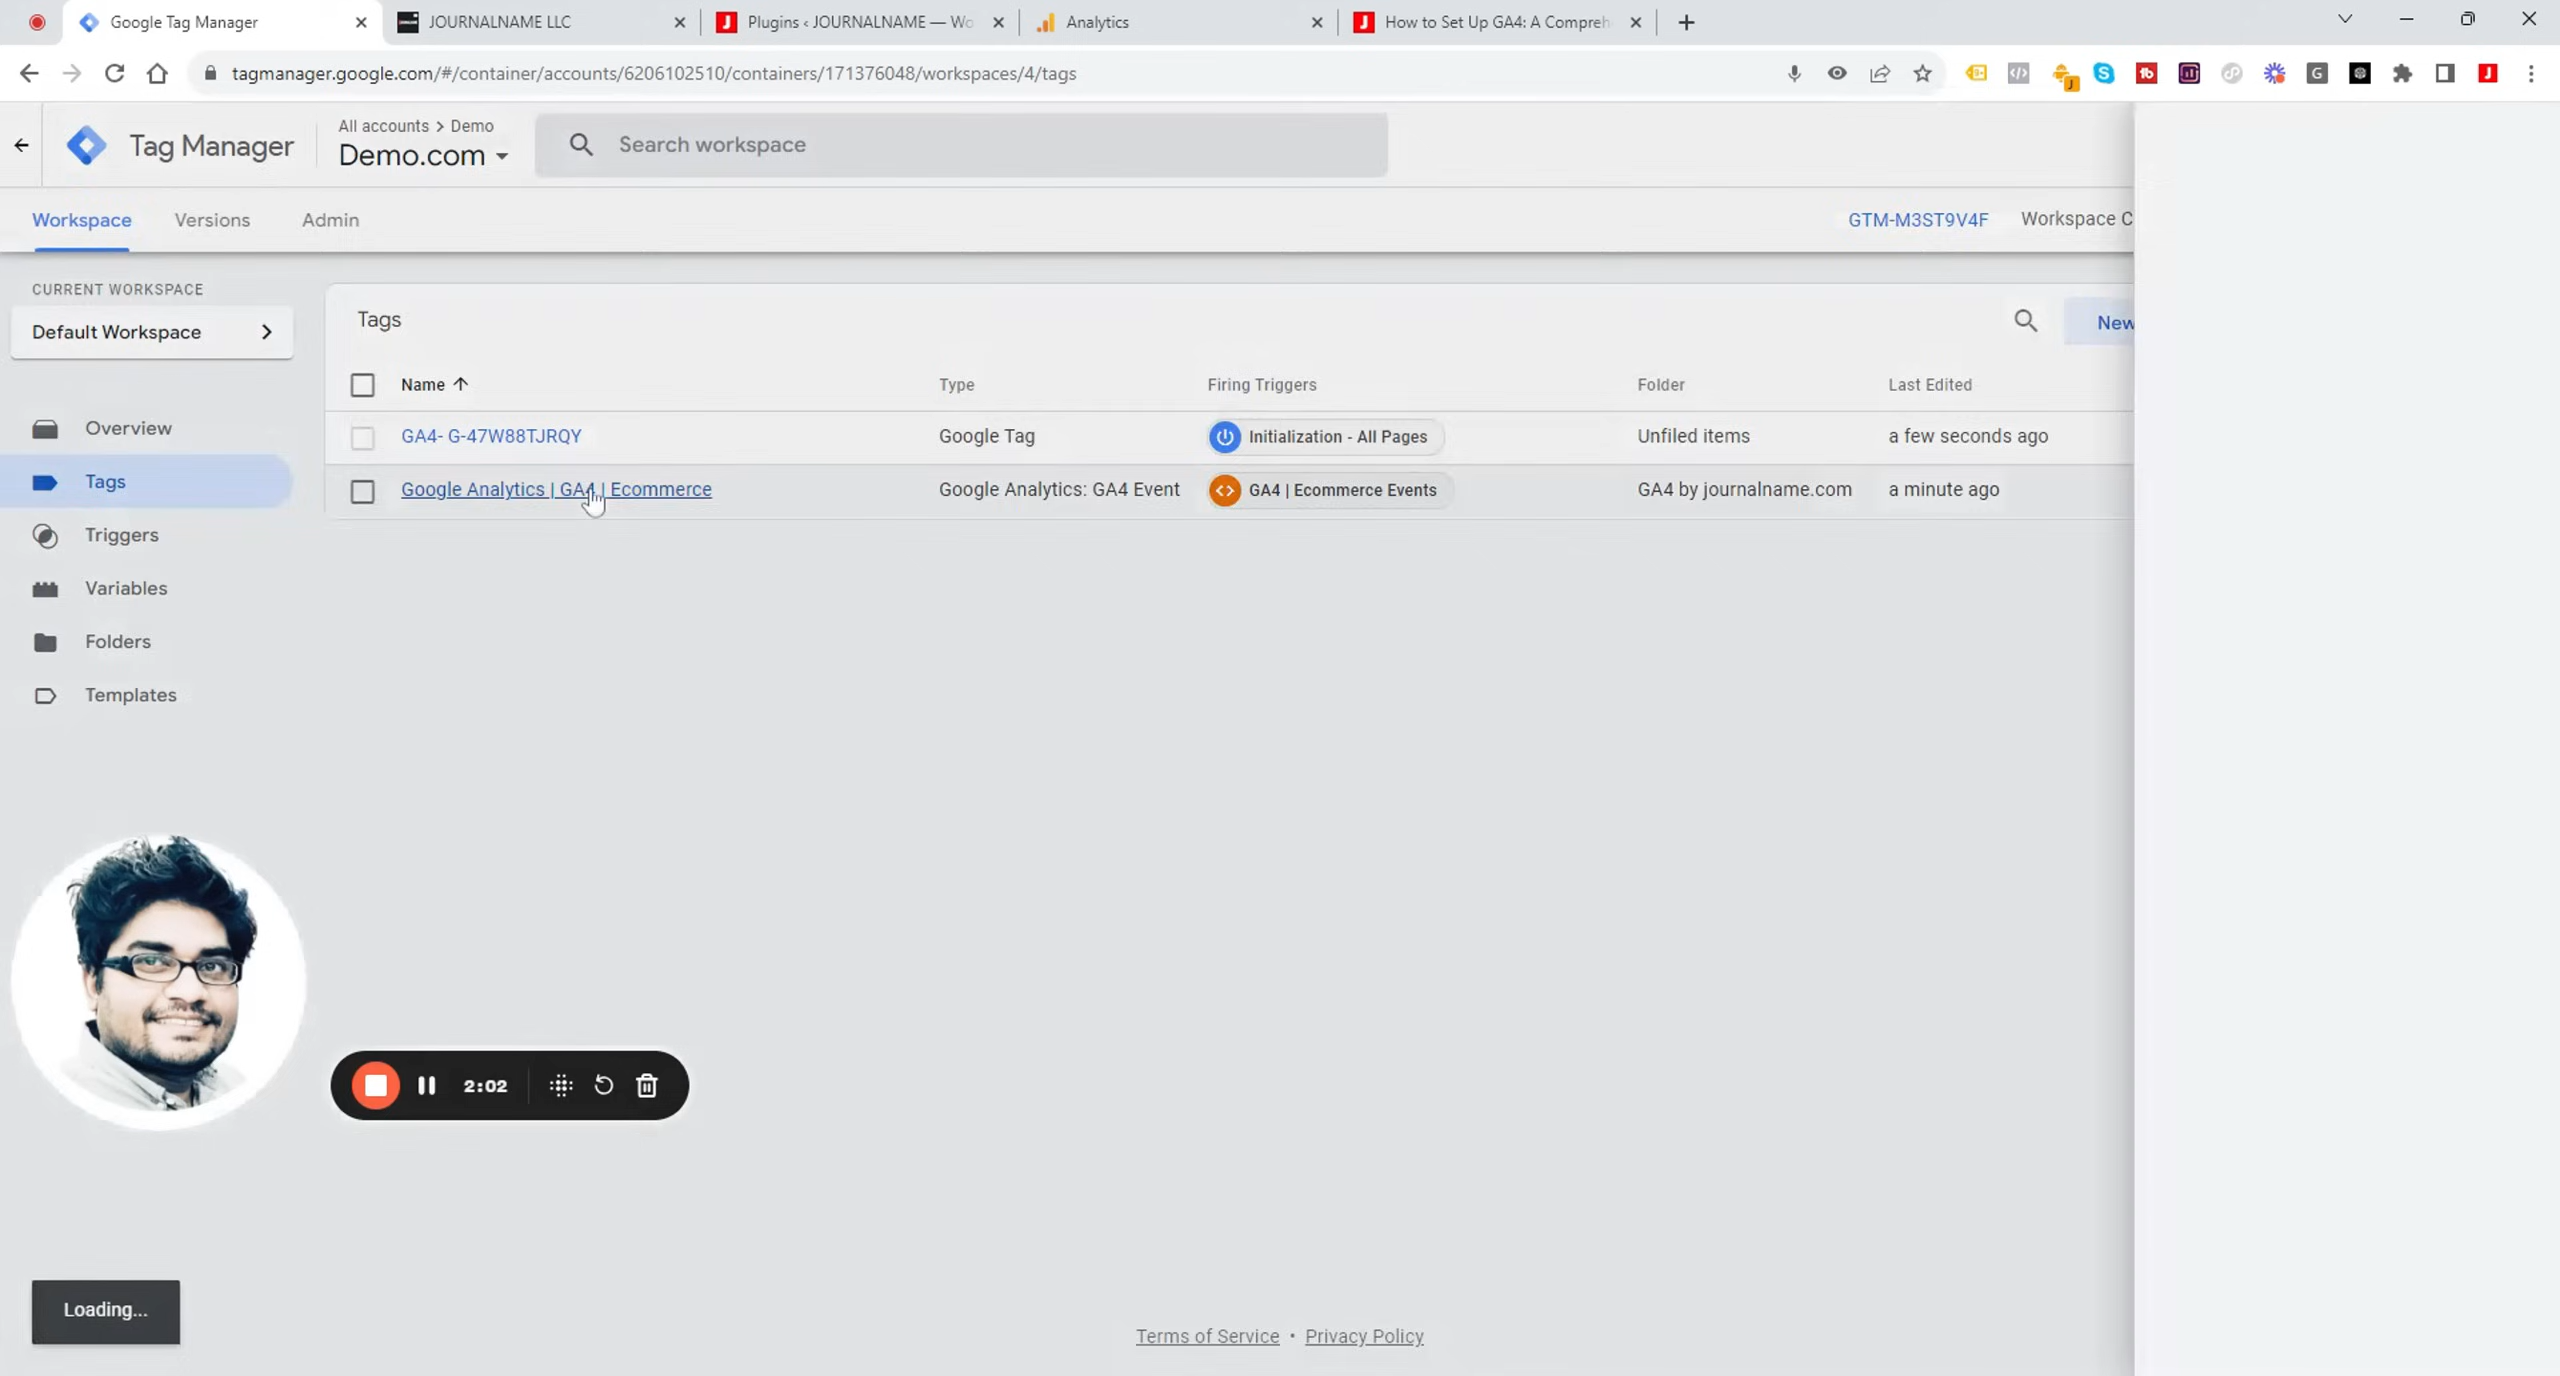 Google Tag Manager
JOURNALNAME LLC
Plugins ‹ JOURNALNAME — Wo
Analytics
How to Set Up GA4: A Compreh
tagmanager.google.com/#/container/accounts/6206102510/containers/171376048/workspaces/4/tags
Tag Manager
All accounts > Demo
Demo.com
Search workspace
Workspace Versions Admin
GTM-M3ST9V4F Workspace C
CURRENT WORKSPACE
Default Workspace
Overview
Tags
Triggers
Variables
Folders
Templates
Tags
New
Name Type Firing Triggers Folder Last Edited
GA4- G-47W88TJRQY Google Tag Initialization - All Pages Unfiled items a few seconds ago
Google Analytics | GA4 | Ecommerce Google Analytics: GA4 Event GA4 | Ecommerce Events GA4 by journalname.com a minute ago
2:02
Loading...
Terms of Service • Privacy Policy